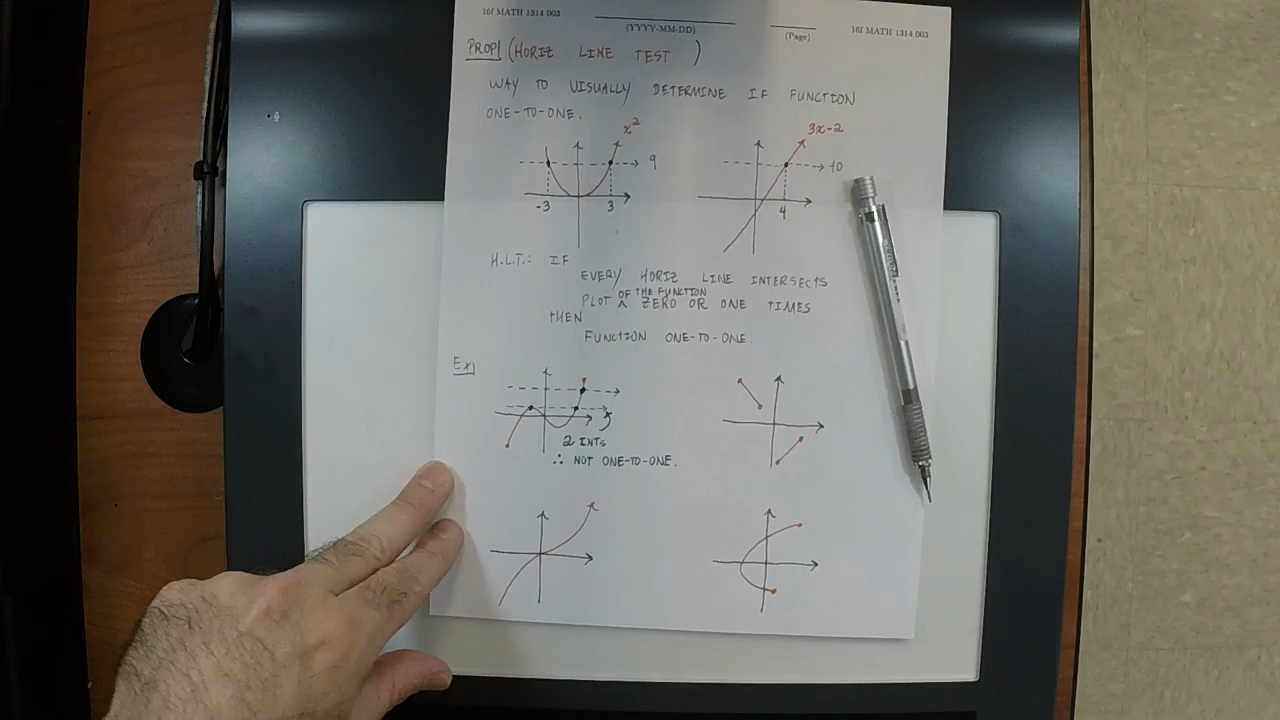 16f MATH 1314 003
(YYYY-MM-DD)
(Page)
16f MATH 1314 003
PROP (HORIZ LINE TEST )
WAY TO VISUALLY DETERMINE IF FUNCTION
ONE-TO-ONE.
x²
9
-3 3
3x-2
10
4
H.L.T.: IF
EVERY HORIZ LINE INTERSECTS
PLOT OF THE FUNCTION ZERO OR ONE TIMES
THEN
FUNCTION ONE-TO-ONE.
Ex
2 INTS
∴ NOT ONE-TO-ONE.